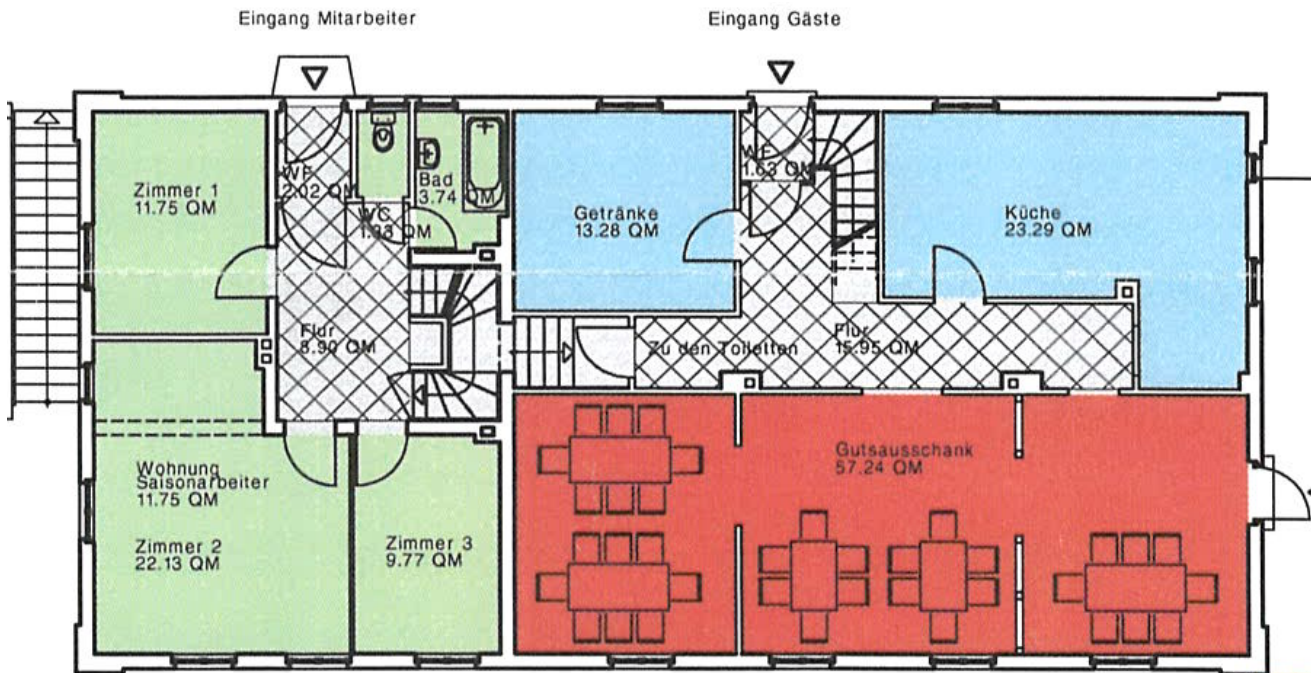 Eingang Mitarbeiter
Eingang Gäste
Zimmer 1
11.75 QM
WF
2.02 QM
WC
1.93 QM
Bad
3.74 QM
Getränke
13.28 QM
WF
1.63 QM
Küche
23.29 QM
Flur
8.90 QM
Zu den Toiletten
Flur
15.95 QM
Wohnung
Saisonarbeiter
11.75 QM
Zimmer 2
22.13 QM
Zimmer 3
9.77 QM
Gutsausschank
57.24 QM